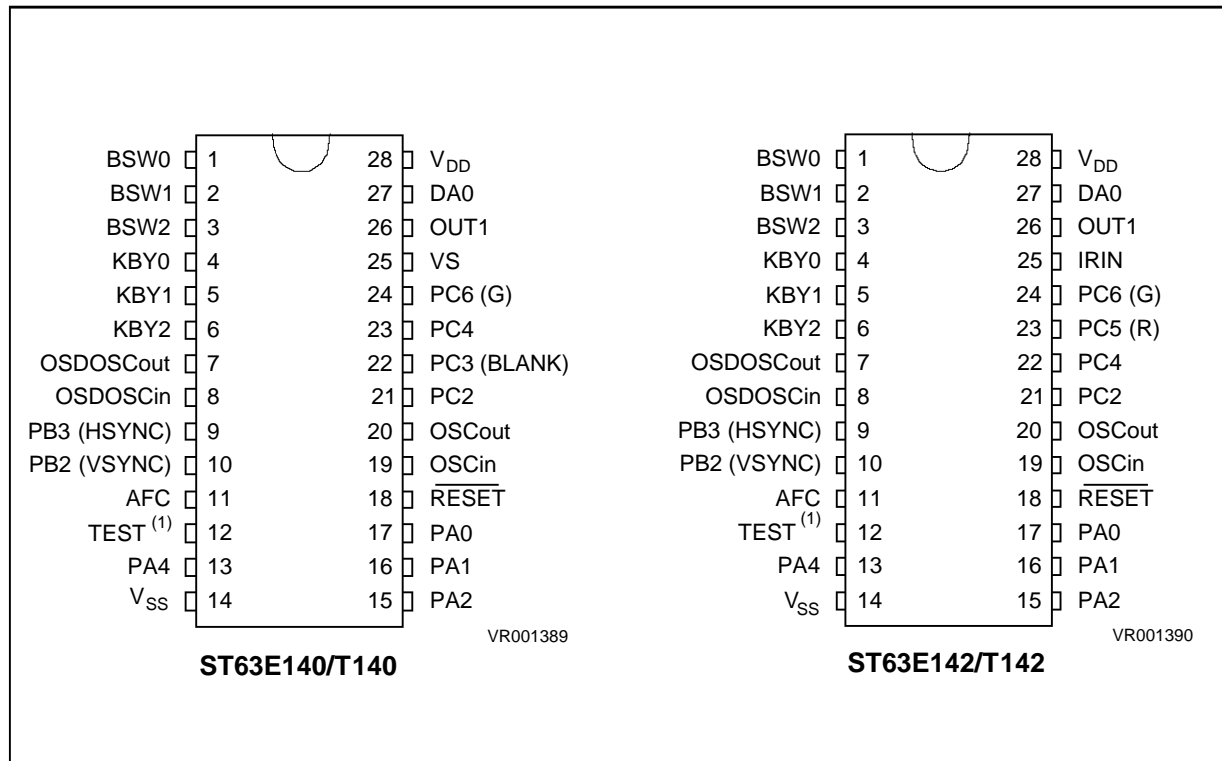 BSW0 1 28 VDD
BSW1 2 27 DA0
BSW2 3 26 OUT1
KBY0 4 25 VS
KBY1 5 24 PC6 (G)
KBY2 6 23 PC4
OSDOSCout 7 22 PC3 (BLANK)
OSDOSCin 8 21 PC2
PB3 (HSYNC) 9 20 OSCout
PB2 (VSYNC) 10 19 OSCin
AFC 11 18 RESET
TEST (1) 12 17 PA0
PA4 13 16 PA1
VSS 14 15 PA2
VR001389
ST63E140/T140
BSW0 1 28 VDD
BSW1 2 27 DA0
BSW2 3 26 OUT1
KBY0 4 25 IRIN
KBY1 5 24 PC6 (G)
KBY2 6 23 PC5 (R)
OSDOSCout 7 22 PC4
OSDOSCin 8 21 PC2
PB3 (HSYNC) 9 20 OSCout
PB2 (VSYNC) 10 19 OSCin
AFC 11 18 RESET
TEST (1) 12 17 PA0
PA4 13 16 PA1
VSS 14 15 PA2
VR001390
ST63E142/T142